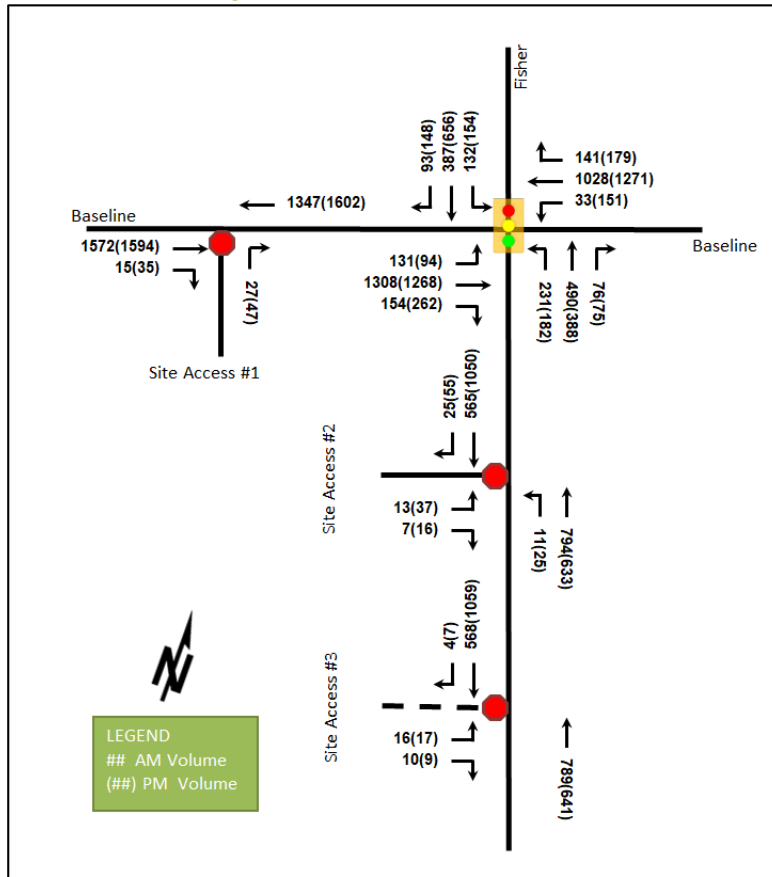 Fisher
93(148)
387(656)
132(154)
141(179)
1028(1271)
33(151)
1347(1602)
Baseline
Baseline
1572(1594)
15(35)
27(47)
131(94)
1308(1268)
154(262)
231(182)
490(388)
76(75)
Site Access #1
25(55)
565(1050)
Site Access #2
13(37)
7(16)
11(25)
794(633)
4(7)
568(1059)
Site Access #3
16(17)
10(9)
789(641)
N
LEGEND
## AM Volume
(##) PM Volume